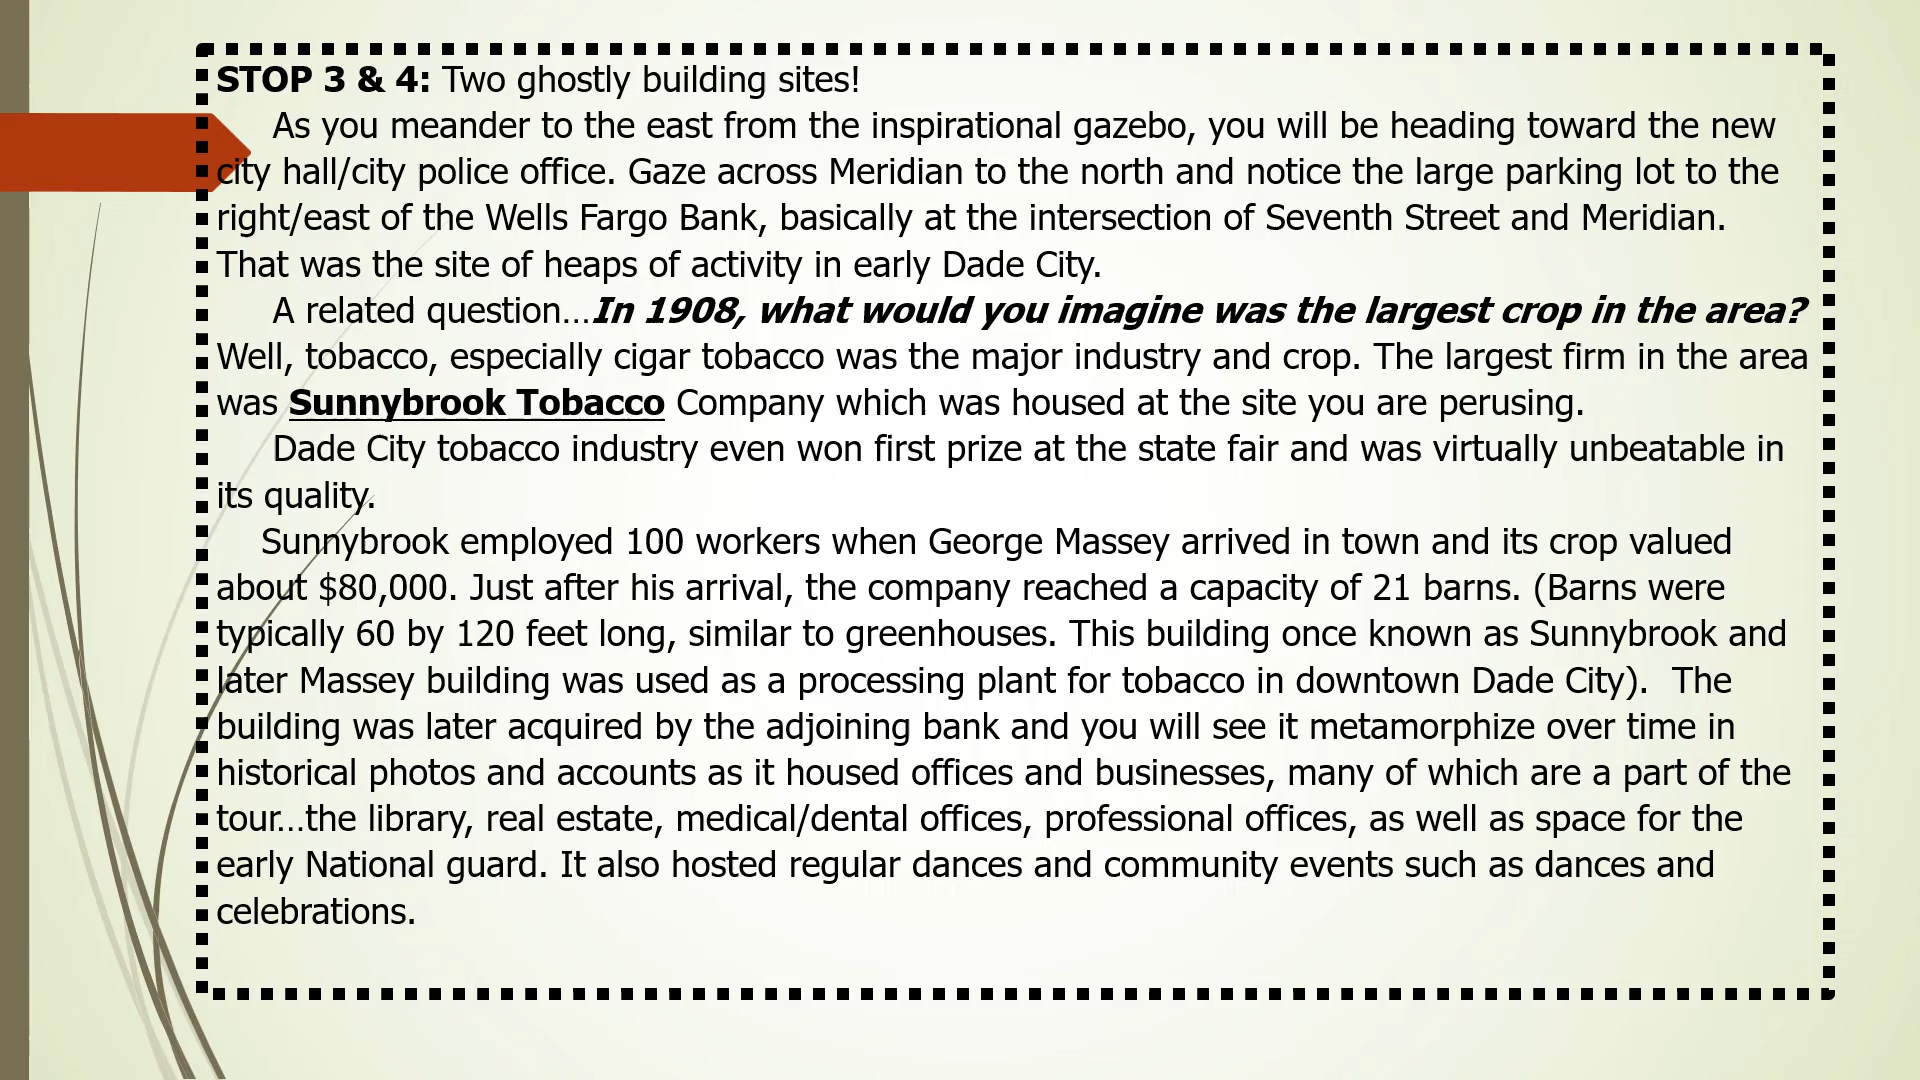 STOP 3 & 4: Two ghostly building sites!
As you meander to the east from the inspirational gazebo, you will be heading toward the new
city hall/city police office. Gaze across Meridian to the north and notice the large parking lot to the
right/east of the Wells Fargo Bank, basically at the intersection of Seventh Street and Meridian.
That was the site of heaps of activity in early Dade City.
A related question…In 1908, what would you imagine was the largest crop in the area?
Well, tobacco, especially cigar tobacco was the major industry and crop. The largest firm in the area
was Sunnybrook Tobacco Company which was housed at the site you are perusing.
Dade City tobacco industry even won first prize at the state fair and was virtually unbeatable in
its quality.
Sunnybrook employed 100 workers when George Massey arrived in town and its crop valued
about $80,000. Just after his arrival, the company reached a capacity of 21 barns. (Barns were
typically 60 by 120 feet long, similar to greenhouses. This building once known as Sunnybrook and
later Massey building was used as a processing plant for tobacco in downtown Dade City).  The
building was later acquired by the adjoining bank and you will see it metamorphize over time in
historical photos and accounts as it housed offices and businesses, many of which are a part of the
tour…the library, real estate, medical/dental offices, professional offices, as well as space for the
early National guard. It also hosted regular dances and community events such as dances and
celebrations.